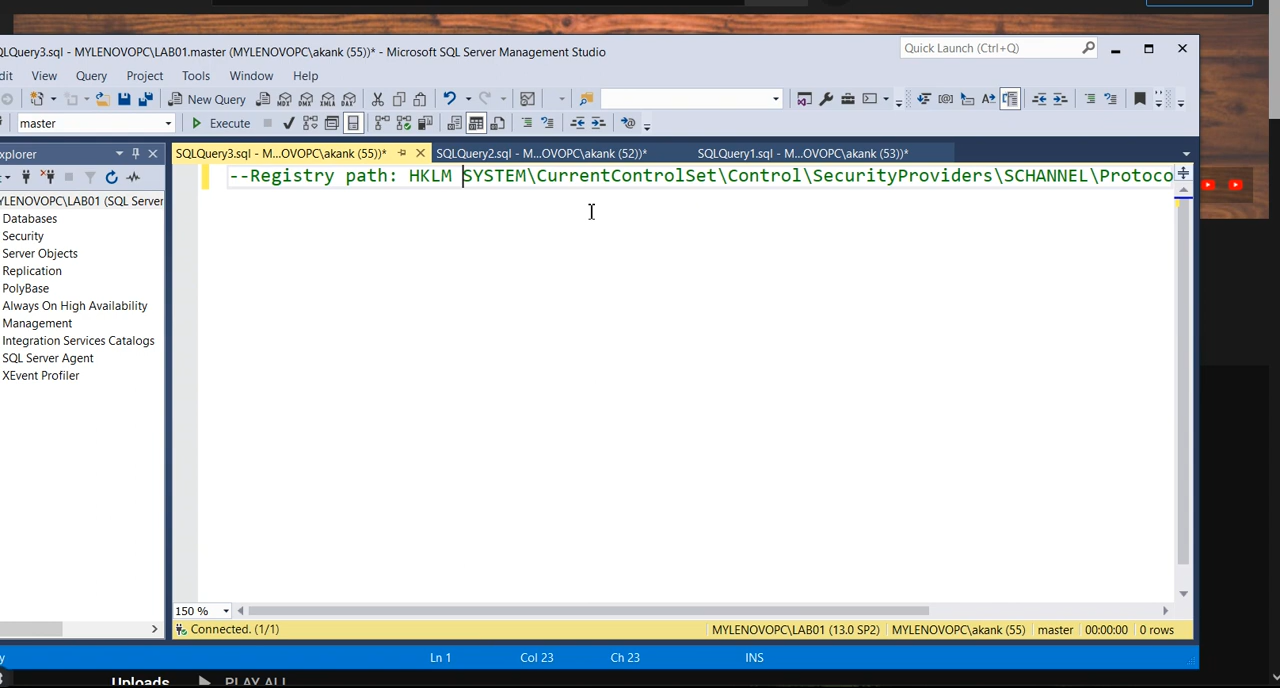 QLQuery3.sql - MYLENOVOPC\LAB01.master (MYLENOVOPC\akank (55))* - Microsoft SQL Server Management Studio
Quick Launch (Ctrl+Q)
dit View Query Project Tools Window Help
New Query
MDX DMX XMLA DAX
master
Execute
xplorer
SQLQuery3.sql - M...OVOPC\akank (55))*
SQLQuery2.sql - M...OVOPC\akank (52))*
SQLQuery1.sql - M...OVOPC\akank (53))*
--Registry path: HKLM SYSTEM\CurrentControlSet\Control\SecurityProviders\SCHANNEL\Protoco
YLENOVOPC\LAB01 (SQL Server
Databases
Security
Server Objects
Replication
PolyBase
Always On High Availability
Management
Integration Services Catalogs
SQL Server Agent
XEvent Profiler
150 %
Connected. (1/1)
MYLENOVOPC\LAB01 (13.0 SP2)
MYLENOVOPC\akank (55)
master
00:00:00
0 rows
y
Ln 1
Col 23
Ch 23
INS
Uploads
PLAY ALL